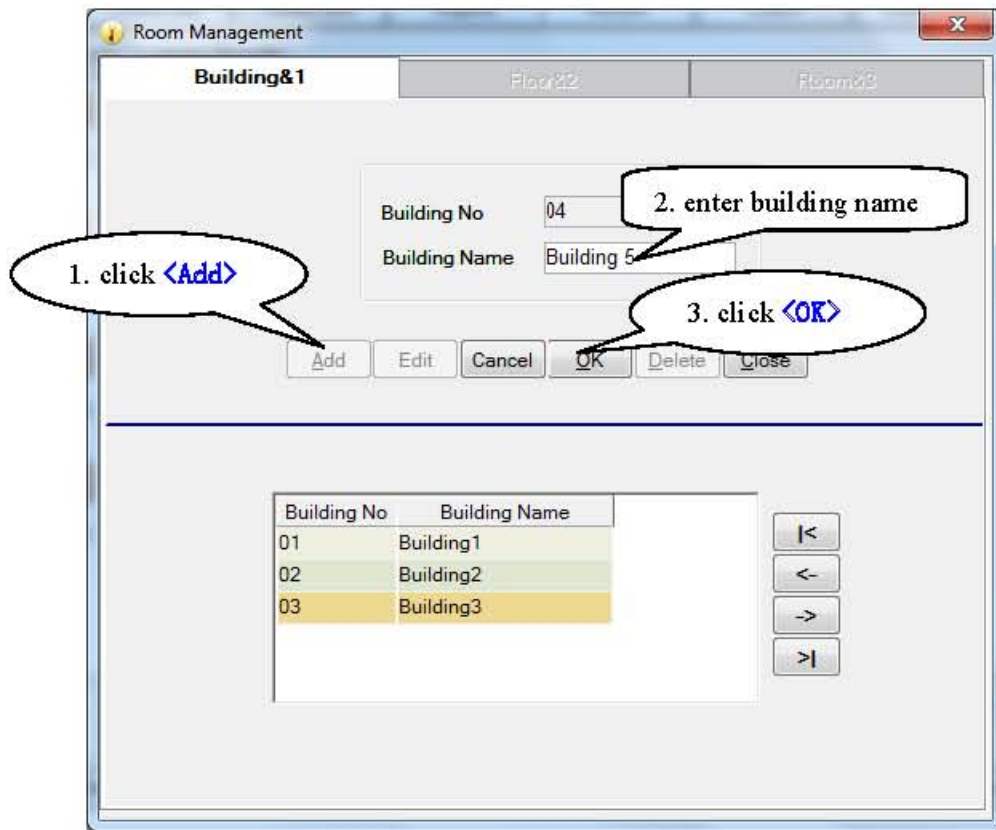 Room Management
X
Building&1 Floor&2 Room&3
Building No 04
2. enter building name
Building Name Building 5
1. click <Add>
3. click <OK>
Add Edit Cancel OK Delete Close
Building No Building Name
01 Building1
02 Building2
03 Building3
|<
<-
->
>|